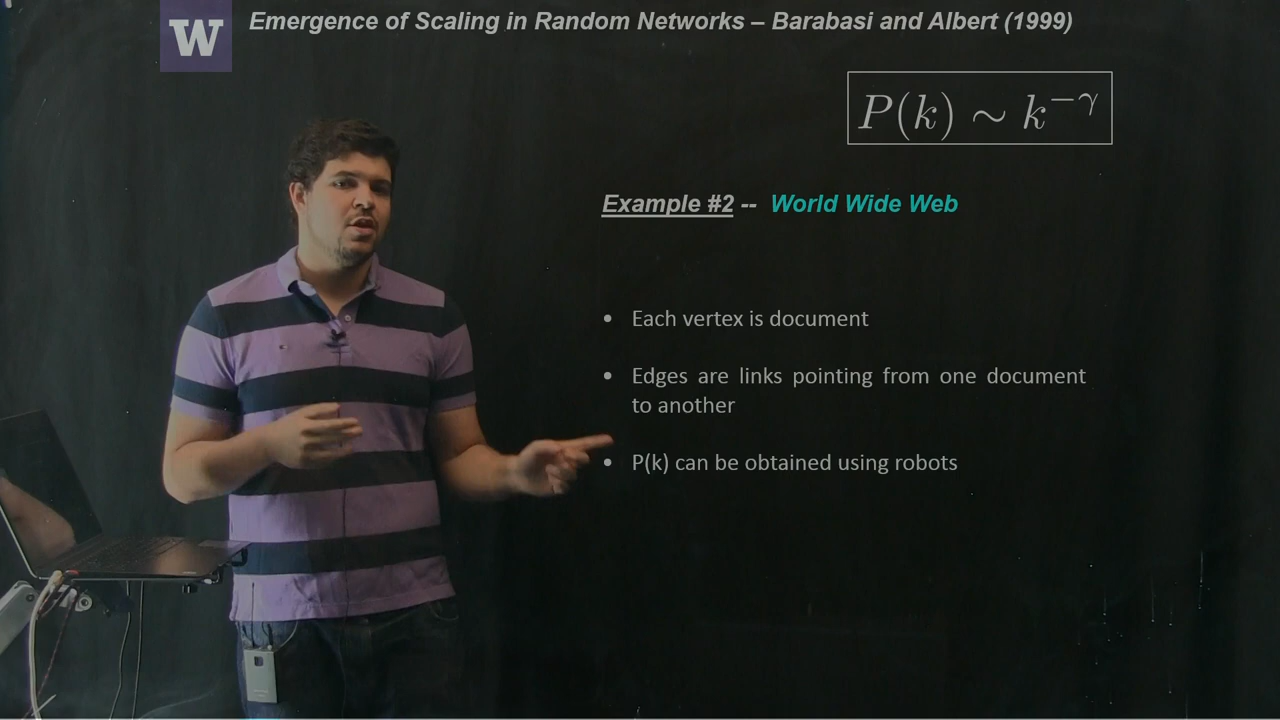 W
Emergence of Scaling in Random Networks – Barabasi and Albert (1999)
P(k) ∼ k^{−γ}
Example #2 -- World Wide Web
• Each vertex is document
• Edges are links pointing from one document
to another
• P(k) can be obtained using robots